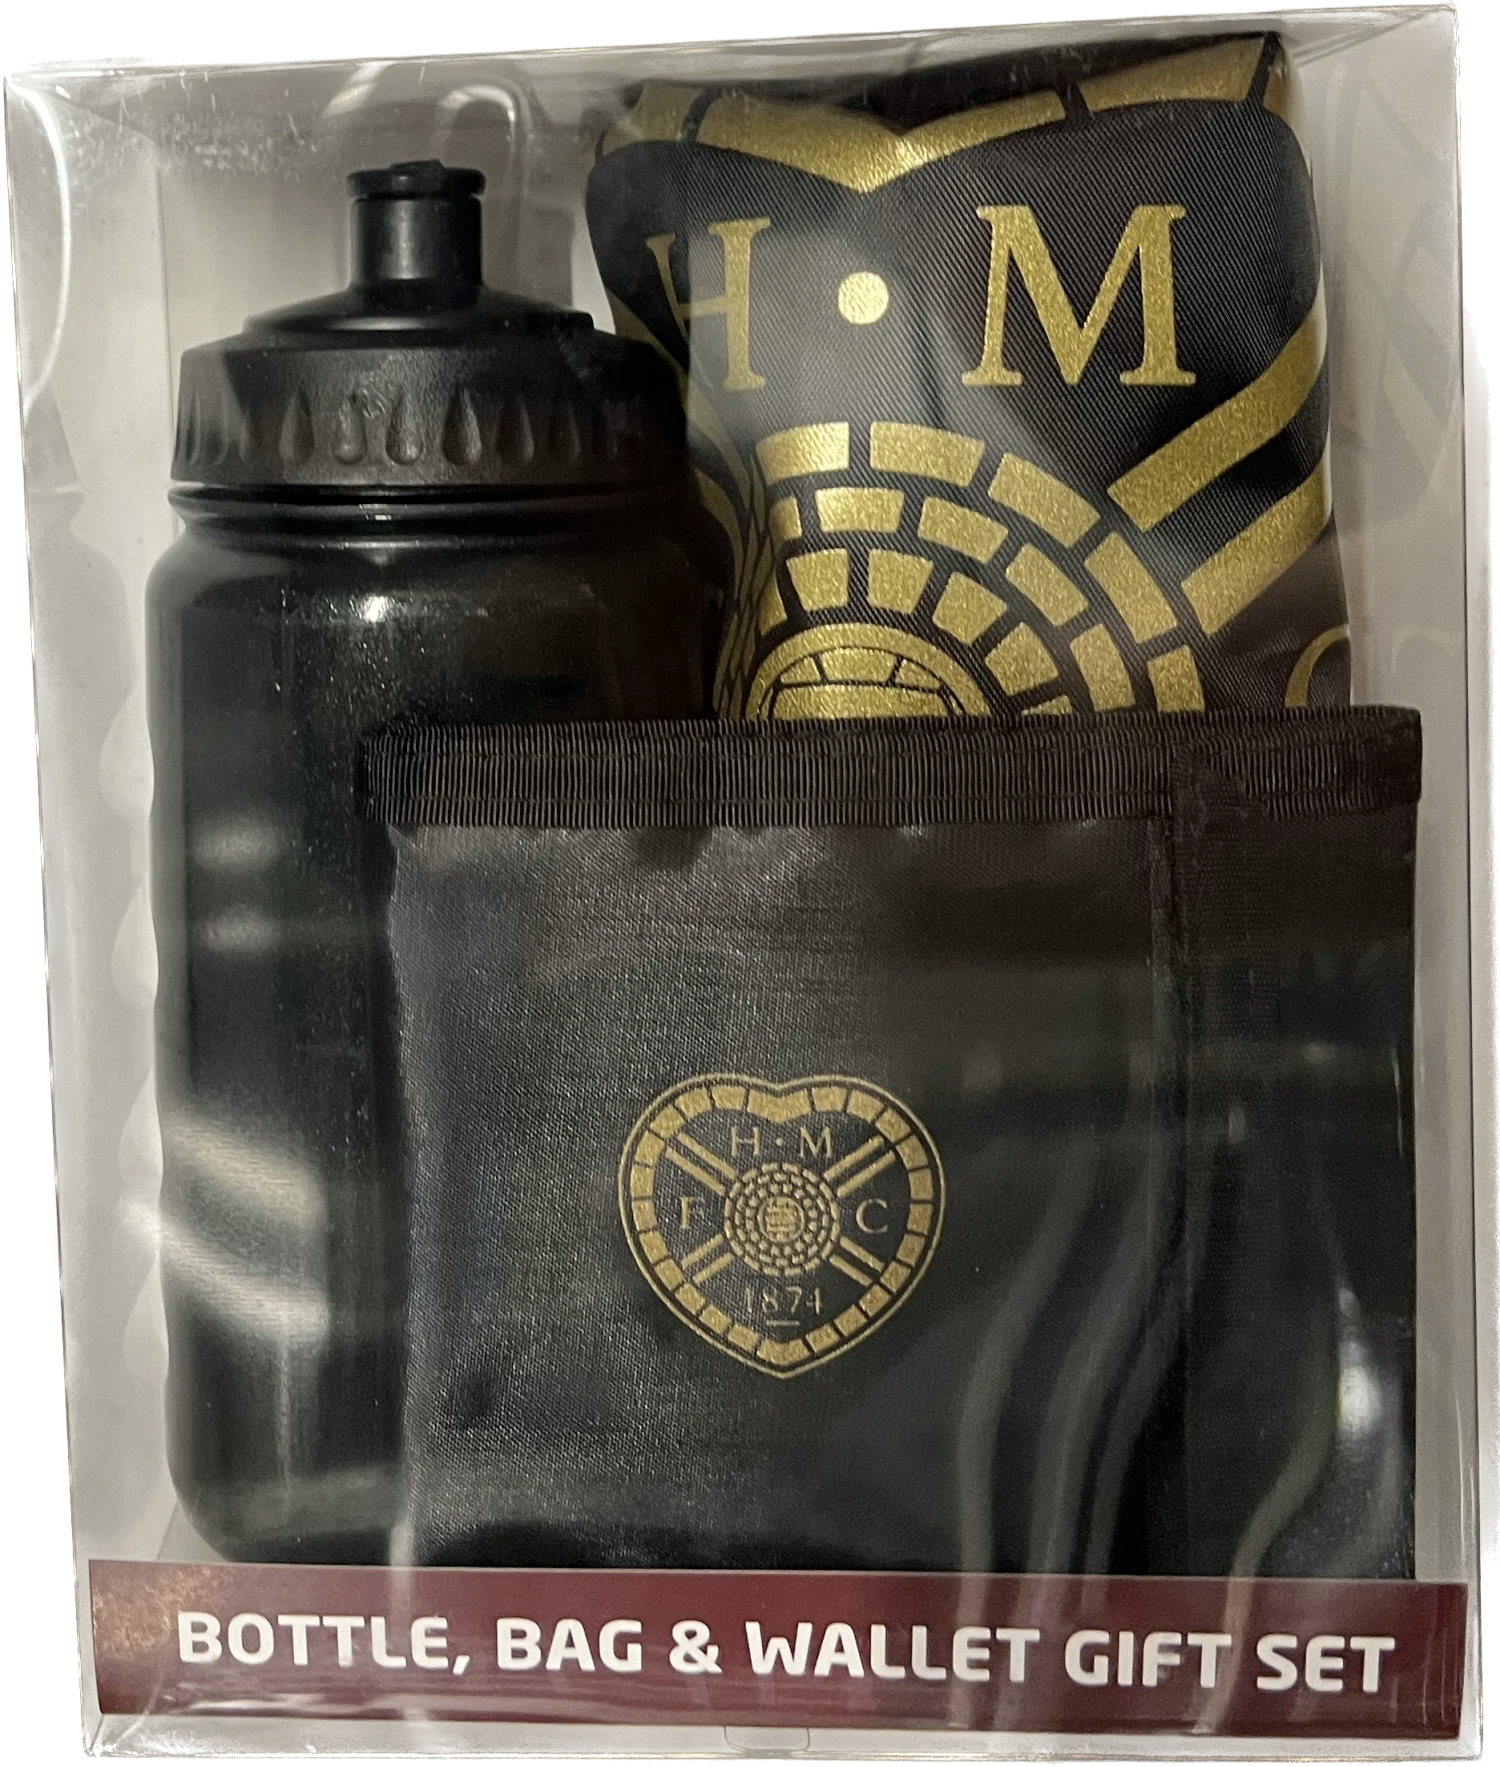 H • M
C
H • M
F C
1874
BOTTLE, BAG & WALLET GIFT SET